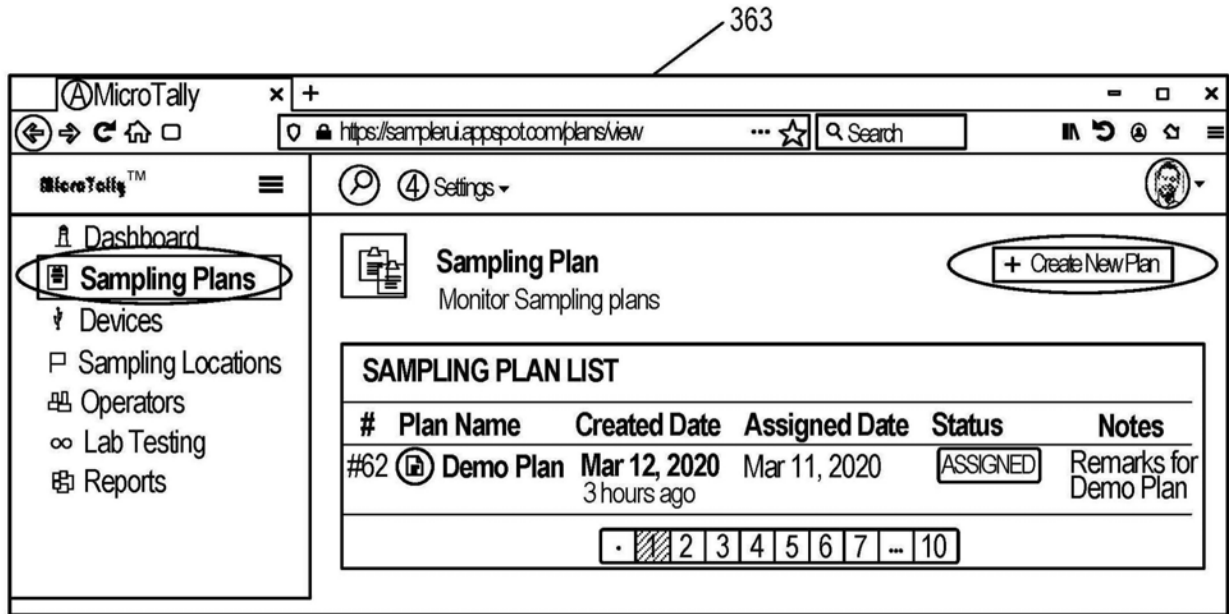 363
MicroTally × +
https://samplerui.appspot.com/plans/view ... Search
MicroTally™
4 Settings
Dashboard
Sampling Plans
Devices
Sampling Locations
Operators
Lab Testing
Reports
Sampling Plan
Monitor Sampling plans
+ Create New Plan
SAMPLING PLAN LIST
# Plan Name Created Date Assigned Date Status Notes
#62 Demo Plan Mar 12, 2020 Mar 11, 2020 ASSIGNED Remarks for
3 hours ago Demo Plan
· 1 2 3 4 5 6 7 ... 10